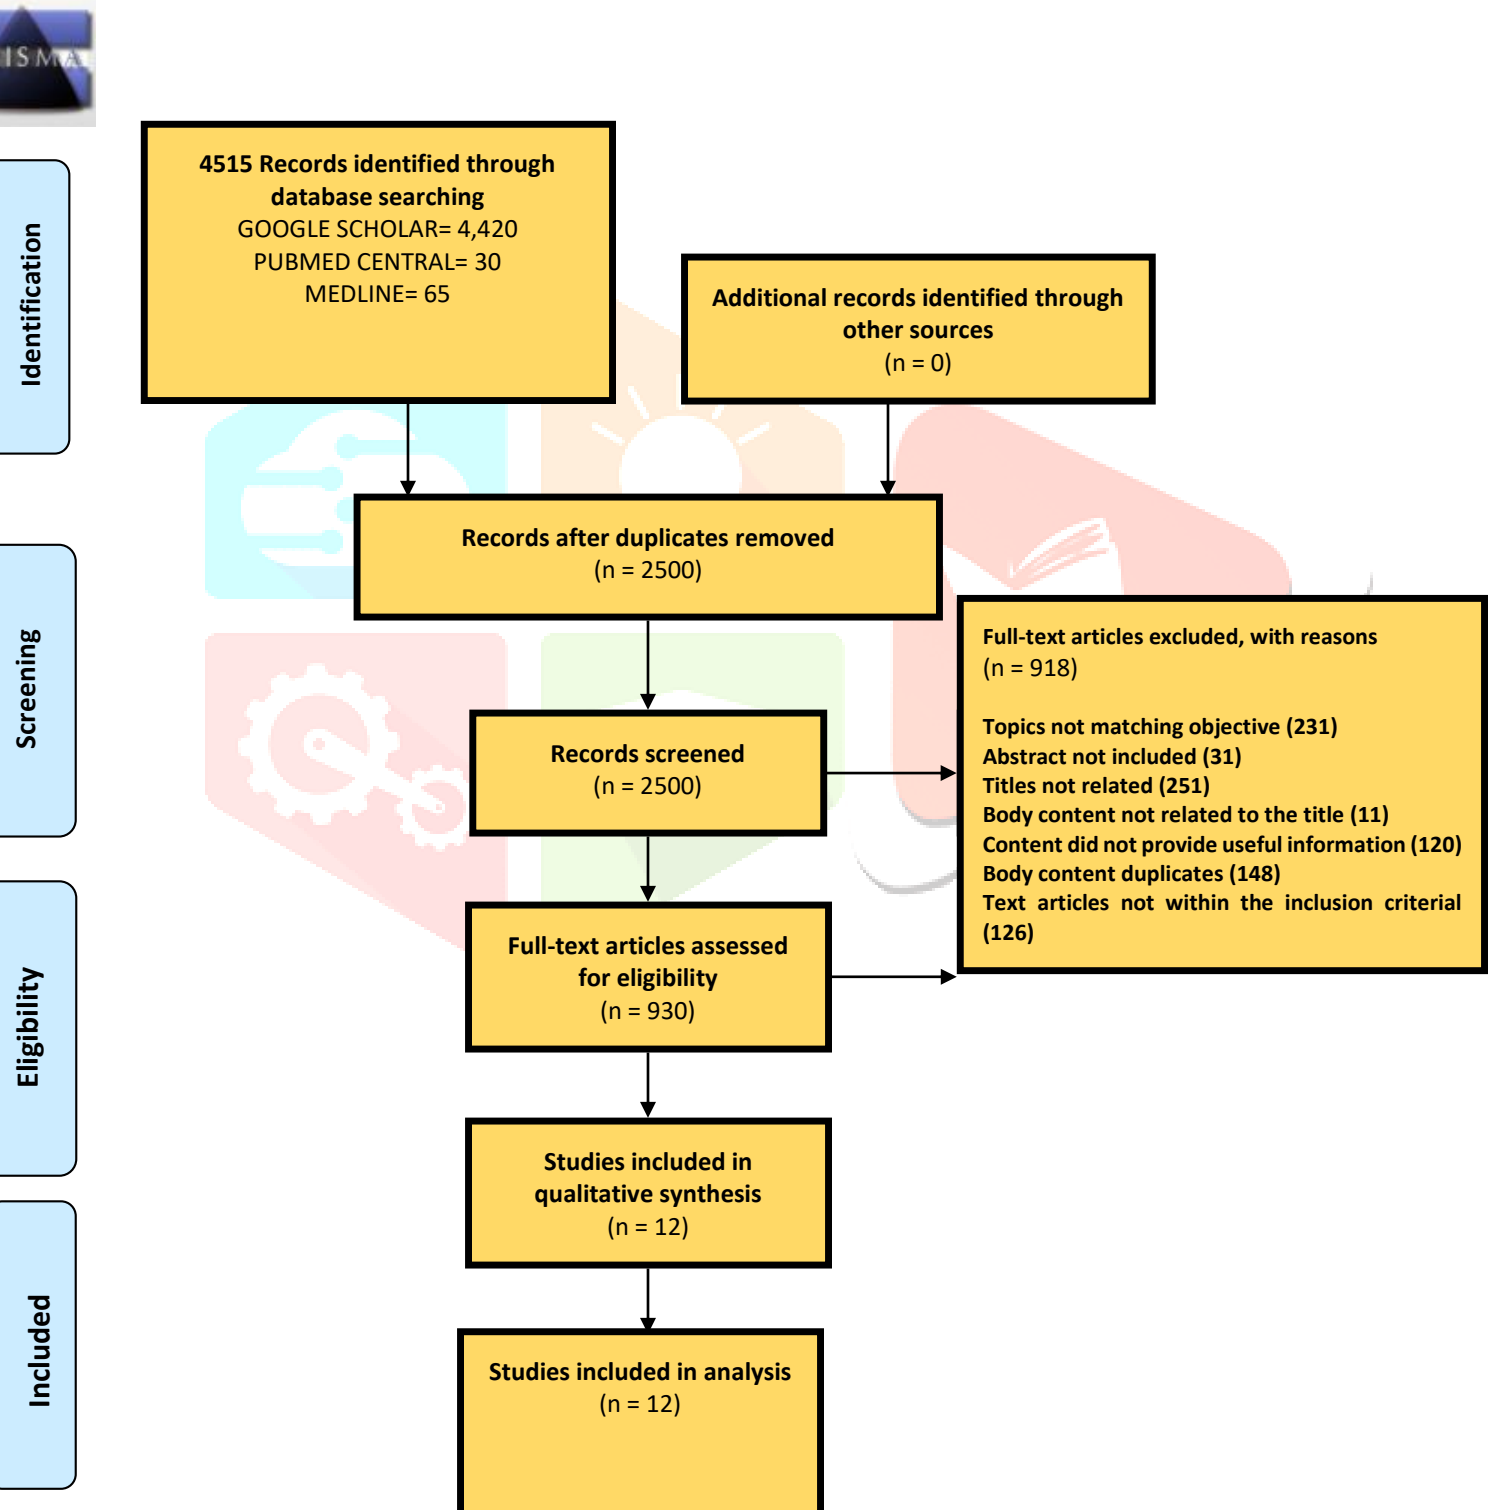 ISMA
Identification
4515 Records identified through
database searching
GOOGLE SCHOLAR= 4,420
PUBMED CENTRAL= 30
MEDLINE= 65
Additional records identified through
other sources
(n = 0)
Records after duplicates removed
(n = 2500)
Screening
Records screened
(n = 2500)
Full-text articles excluded, with reasons
(n = 918)
Topics not matching objective (231)
Abstract not included (31)
Titles not related (251)
Body content not related to the title (11)
Content did not provide useful information (120)
Body content duplicates (148)
Text articles not within the inclusion criterial
(126)
Eligibility
Full-text articles assessed
for eligibility
(n = 930)
Studies included in
qualitative synthesis
(n = 12)
Included
Studies included in analysis
(n = 12)